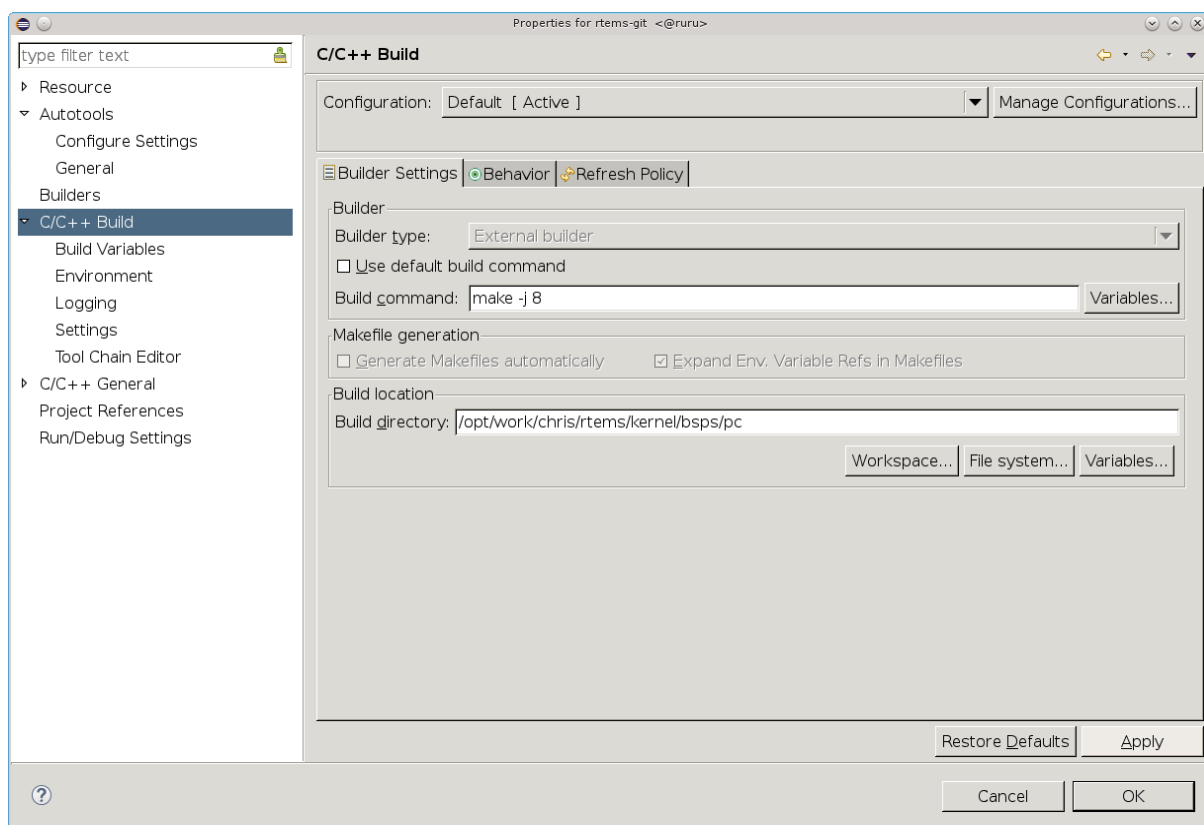 Properties for rtems-git <@ruru>
type filter text
Resource
Autotools
Configure Settings
General
Builders
C/C++ Build
Build Variables
Environment
Logging
Settings
Tool Chain Editor
C/C++ General
Project References
Run/Debug Settings
C/C++ Build
Configuration: Default [ Active ] Manage Configurations...
Builder Settings Behavior Refresh Policy
Builder
Builder type: External builder
Use default build command
Build command: make -j 8 Variables...
Makefile generation
Generate Makefiles automatically Expand Env. Variable Refs in Makefiles
Build location
Build directory: /opt/work/chris/rtems/kernel/bsps/pc
Workspace... File system... Variables...
Restore Defaults Apply
? Cancel OK